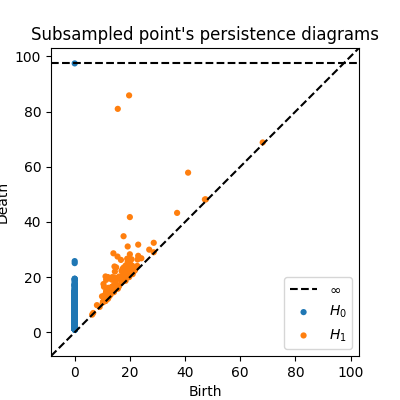 Subsampled point's persistence diagrams
100
80
60
40
20
0
Death
0 20 40 60 80 100
Birth
∞
H₀
H₁